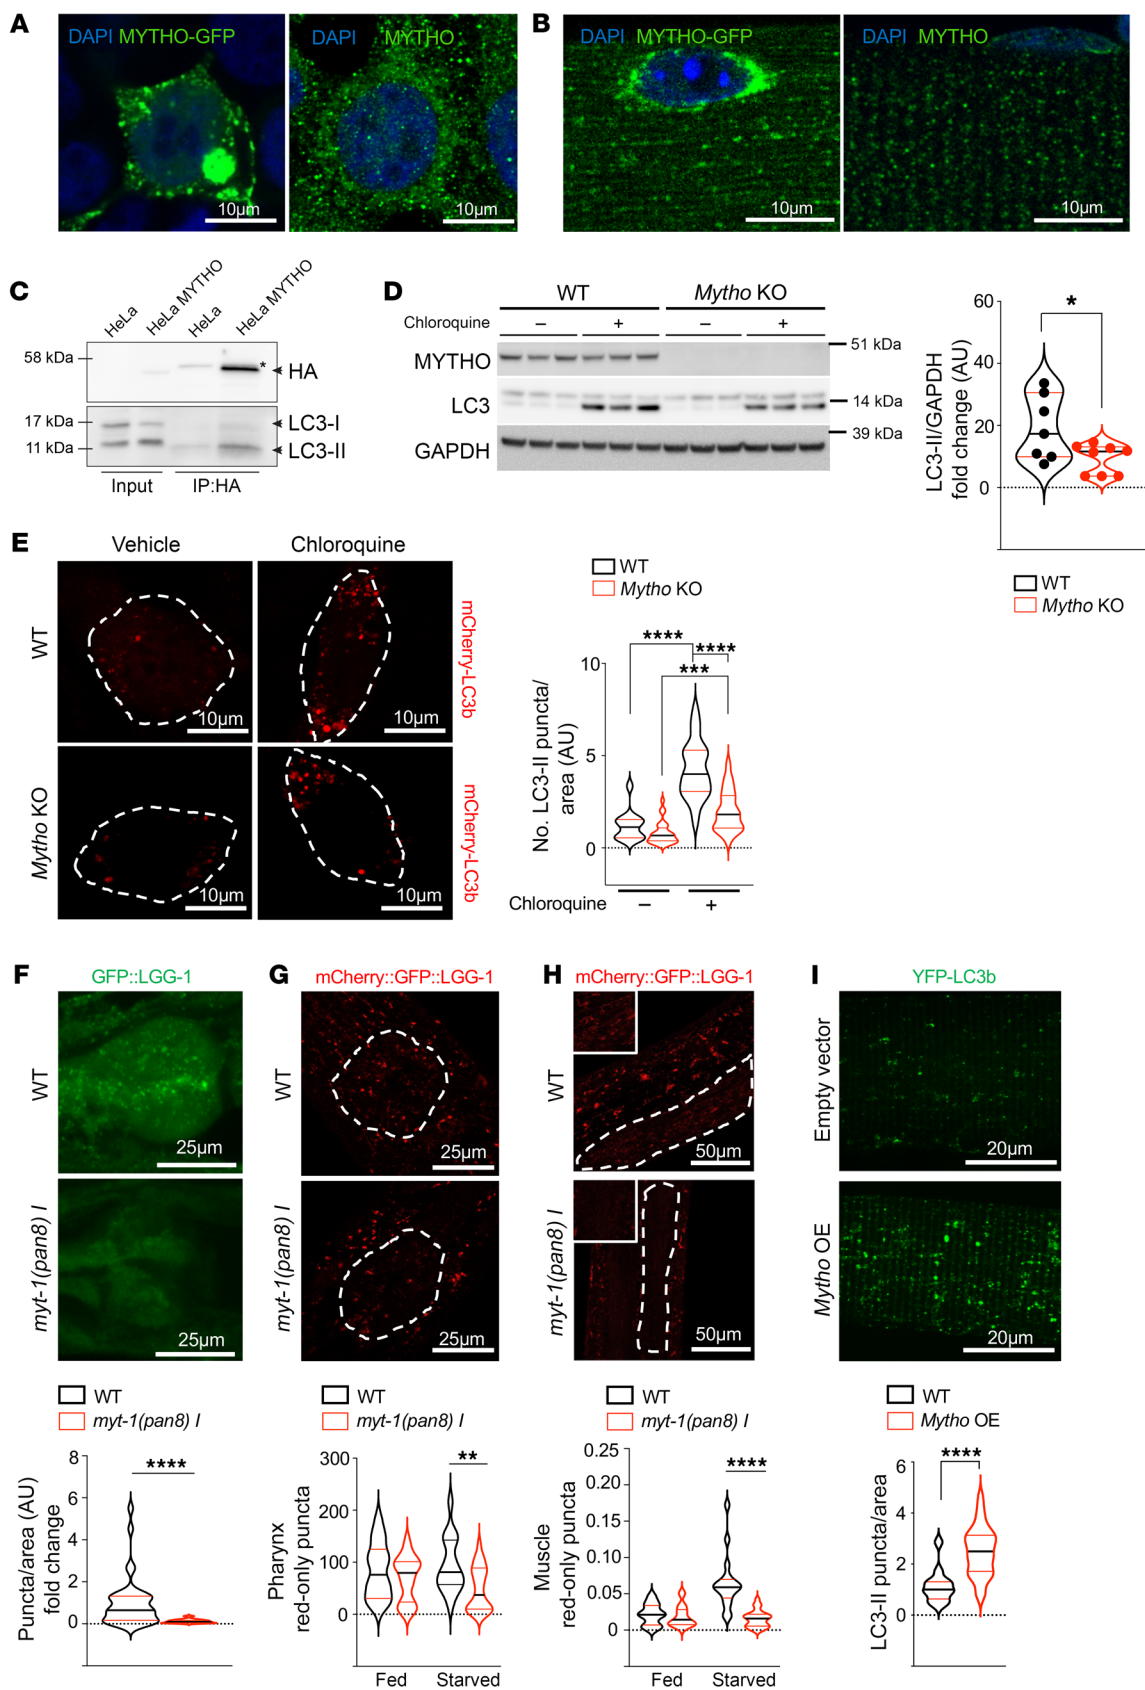 A
DAPI MYTHO-GFP
10µm
DAPI MYTHO
10µm
B
DAPI MYTHO-GFP
10µm
DAPI MYTHO
10µm
C
HeLa
HeLa MYTHO
HeLa
HeLa MYTHO
58 kDa
*
HA
17 kDa
LC3-I
11 kDa
LC3-II
Input
IP:HA
D
WT
Mytho KO
Chloroquine
– + – +
MYTHO
51 kDa
LC3
14 kDa
GAPDH
39 kDa
LC3-II/GAPDH
fold change (AU)
60
40
20
0
*
WT
Mytho KO
E
Vehicle
Chloroquine
WT
10µm
10µm
mCherry-LC3b
Mytho KO
10µm
10µm
mCherry-LC3b
WT
Mytho KO
No. LC3-II puncta/
area (AU)
10
5
0
****
****
***
Chloroquine
– +
F
GFP::LGG-1
WT
25µm
myt-1(pan8) I
25µm
WT
myt-1(pan8) I
Puncta/area (AU)
fold change
8
6
4
2
0
****
G
mCherry::GFP::LGG-1
WT
25µm
myt-1(pan8) I
25µm
WT
myt-1(pan8) I
Pharynx
red-only puncta
300
200
100
0
**
Fed
Starved
H
mCherry::GFP::LGG-1
WT
50µm
myt-1(pan8) I
50µm
WT
myt-1(pan8) I
Muscle
red-only puncta
0.25
0.20
0.15
0.10
0.05
0
****
Fed
Starved
I
YFP-LC3b
Empty vector
20µm
Mytho OE
20µm
WT
Mytho OE
LC3-II puncta/area
6
4
2
0
****